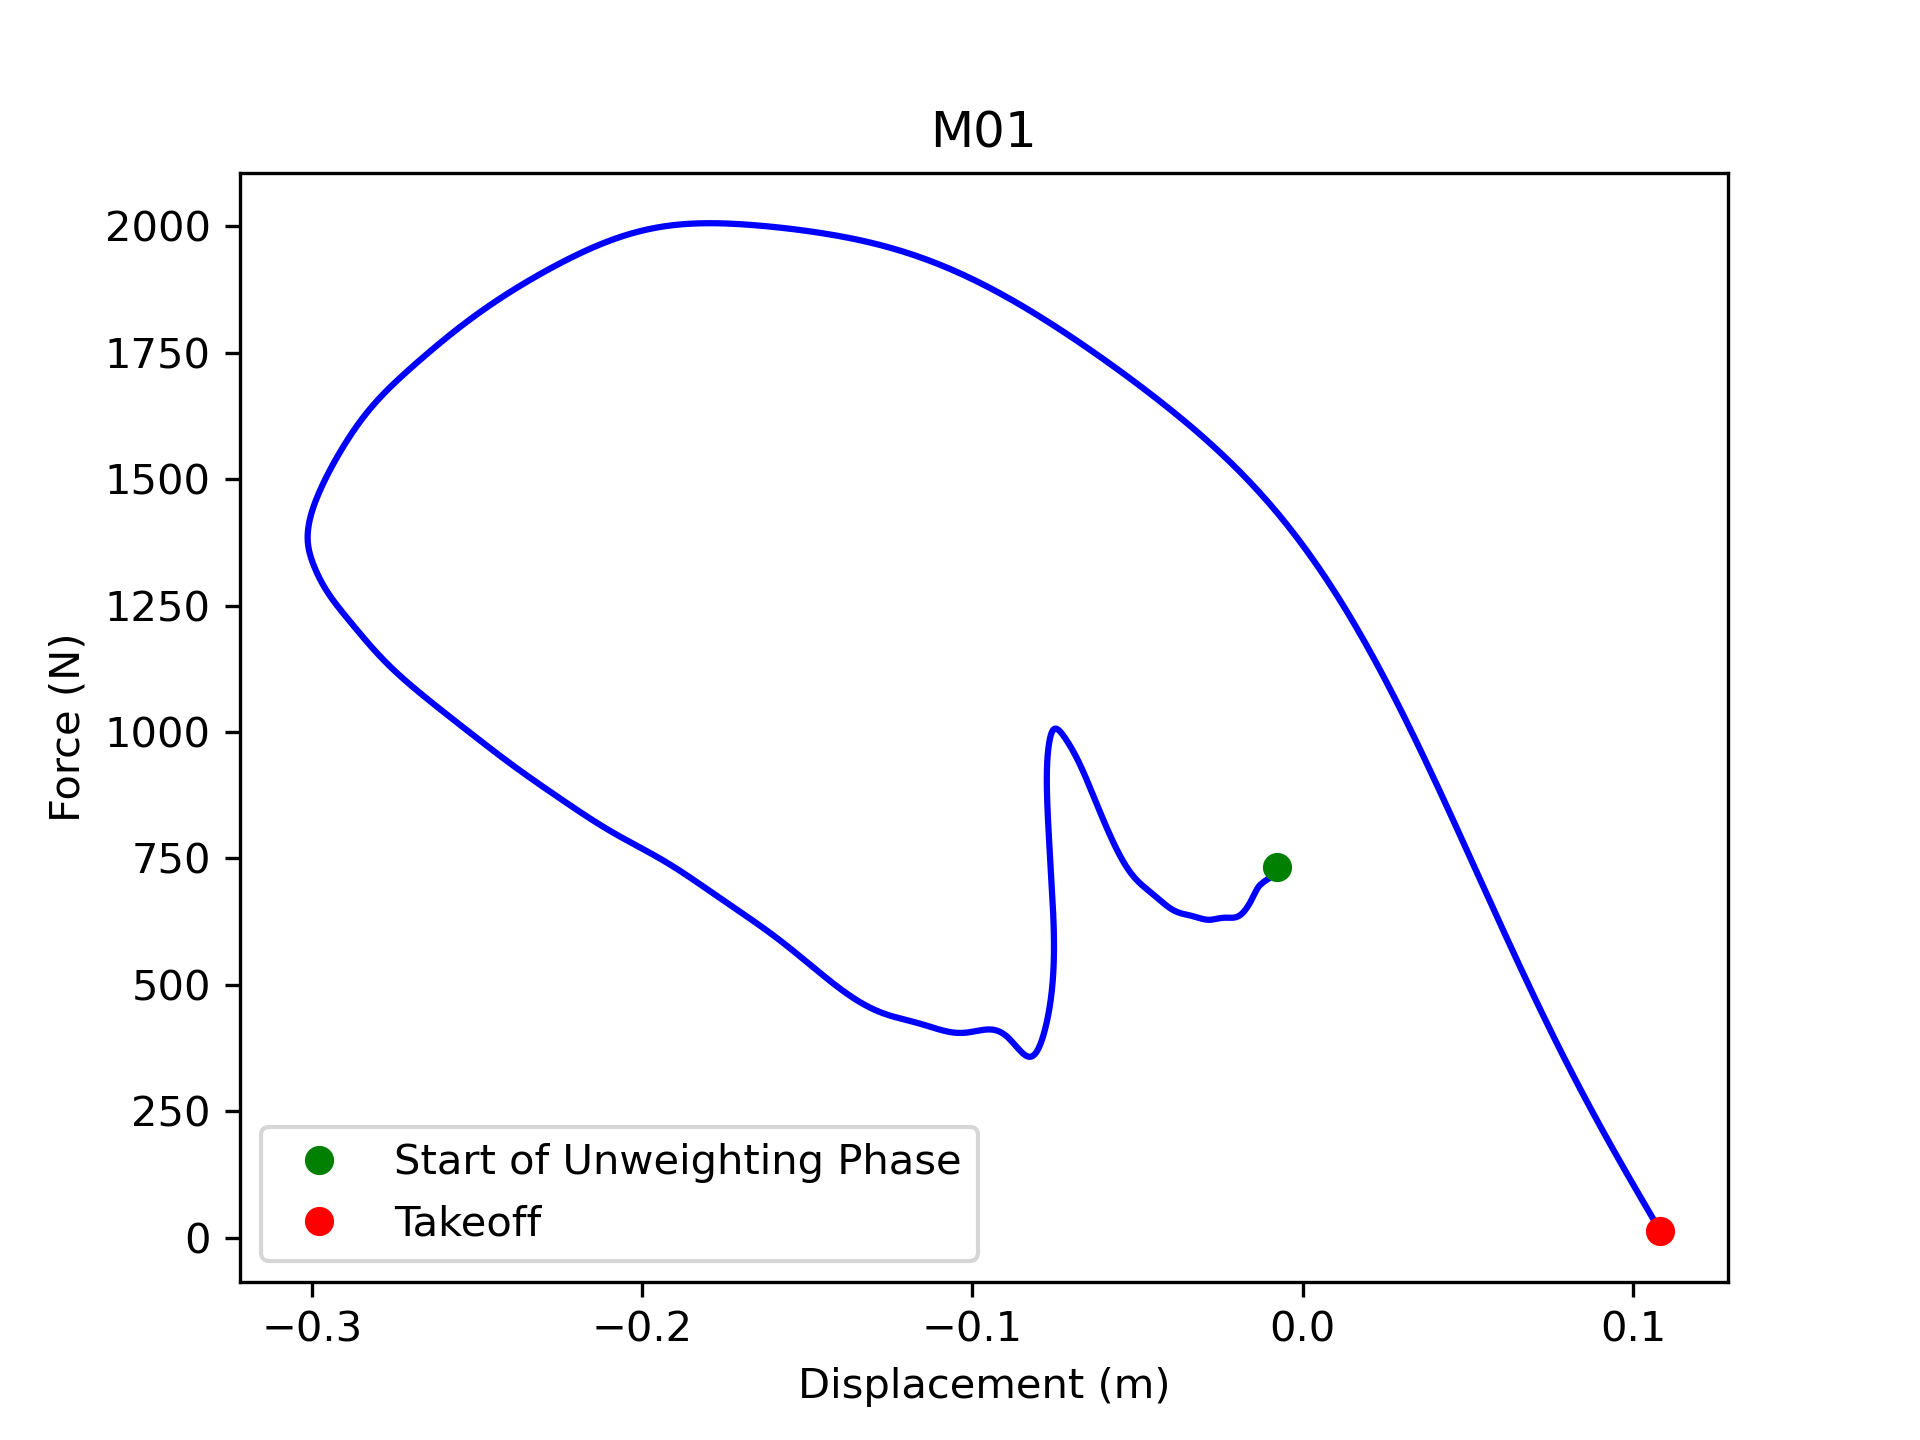 M01
2000
1750
1500
1250
1000
750
500
250
0
Force (N)
Start of Unweighting Phase
Takeoff
−0.3 −0.2 −0.1 0.0 0.1
Displacement (m)